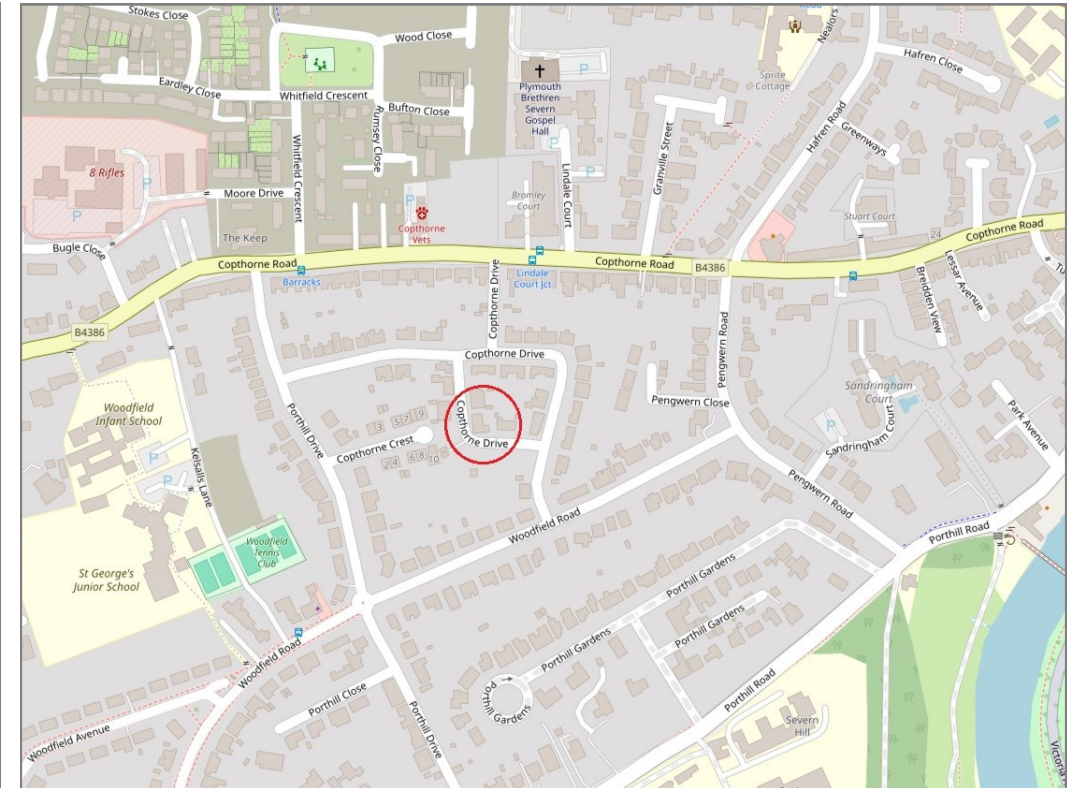 Stokes Close
Wood Close
Road
Nealors
Hafren Close
Eardley Close
Whitfield Crescent
Bufton Close
Rumsey Close
Plymouth
Brethren
Severn
Gospel
Hall
P
Sprite
Cottage
Hafren Road
Greenways
8 Rifles
P
P
Moore Drive
Whitfield Crescent
P
Copthorne
Vets
P
Lindale Court
P
Bromley
Court
Granville Street
Stuart Court
24
The Keep
Bugle Close
Copthorne Road
Copthorne Road
Copthorne Road
B4386
B4386
Barracks
Lindale
Court Jct
Copthorne Drive
Copthorne Drive
Copthorne Drive
Copthorne Drive
Breidden View
Lessar Avenue
Tu
Pengwern Road
Pengwern Close
Sandringham
Court
Sandringham Court
Park Avenue
Woodfield
Infant School
P
P
Kelsalls Lane
Porthill Drive
3
5
7
9
Copthorne Crest
2
4
6
8
10
Woodfield Road
Pengwern Road
Porthill Road
Woodfield
Tennis
Club
St George's
Junior School
Porthill Gardens
Porthill Gardens
Porthill Gardens
Porthill Gardens
Woodfield Road
Porthill Close
Porthill Drive
Porthill Road
Severn
Hill
Woodfield Avenue
Victoria